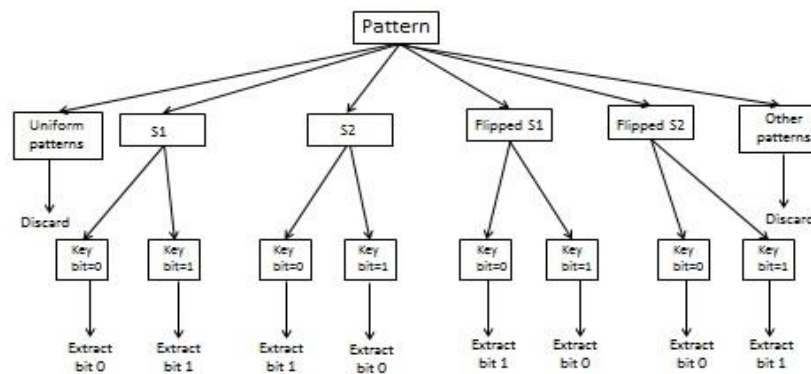 Pattern
Uniform
patterns
S1
S2
Flipped S1
Flipped S2
Other
patterns
Discard
Discard
Key
bit=0
Key
bit=1
Key
bit=0
Key
bit=1
Key
bit=0
Key
bit=1
Key
bit=0
Key
bit=1
Extract
bit 0
Extract
bit 1
Extract
bit 1
Extract
bit 0
Extract
bit 1
Extract
bit 0
Extract
bit 0
Extract
bit 1